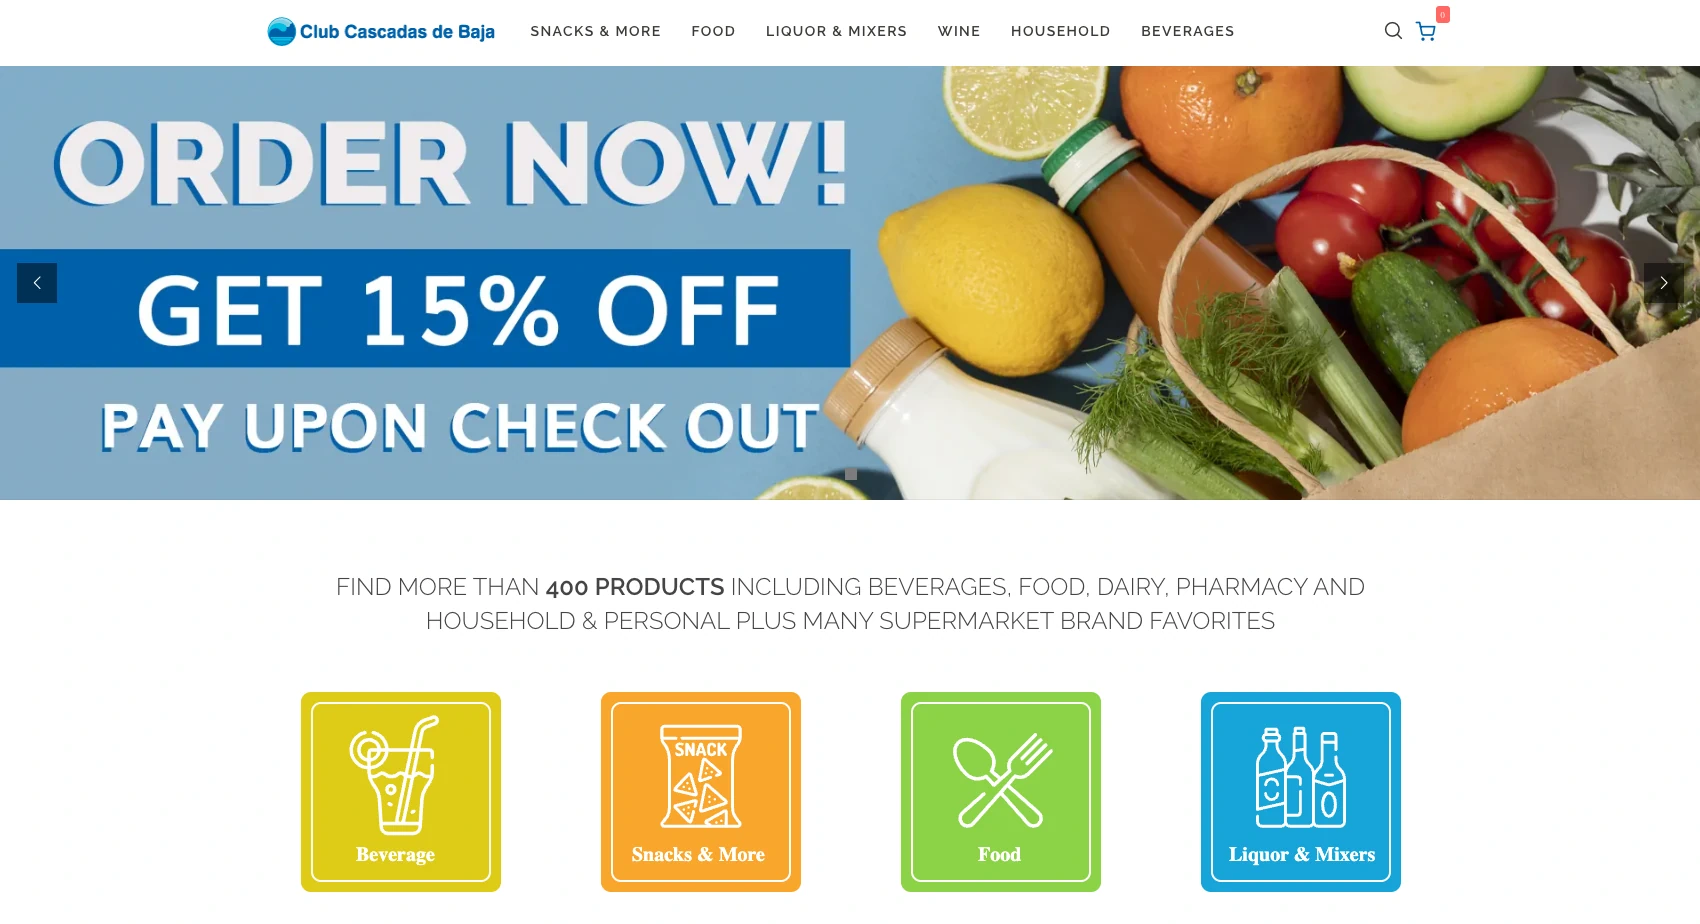 Club Cascadas de Baja
SNACKS & MORE
FOOD
LIQUOR & MIXERS
WINE
HOUSEHOLD
BEVERAGES
0
ORDER NOW!
GET 15% OFF
PAY UPON CHECK OUT
FIND MORE THAN 400 PRODUCTS INCLUDING BEVERAGES, FOOD, DAIRY, PHARMACY AND
HOUSEHOLD & PERSONAL PLUS MANY SUPERMARKET BRAND FAVORITES
Beverage
SNACK
Snacks & More
Food
Liquor & Mixers